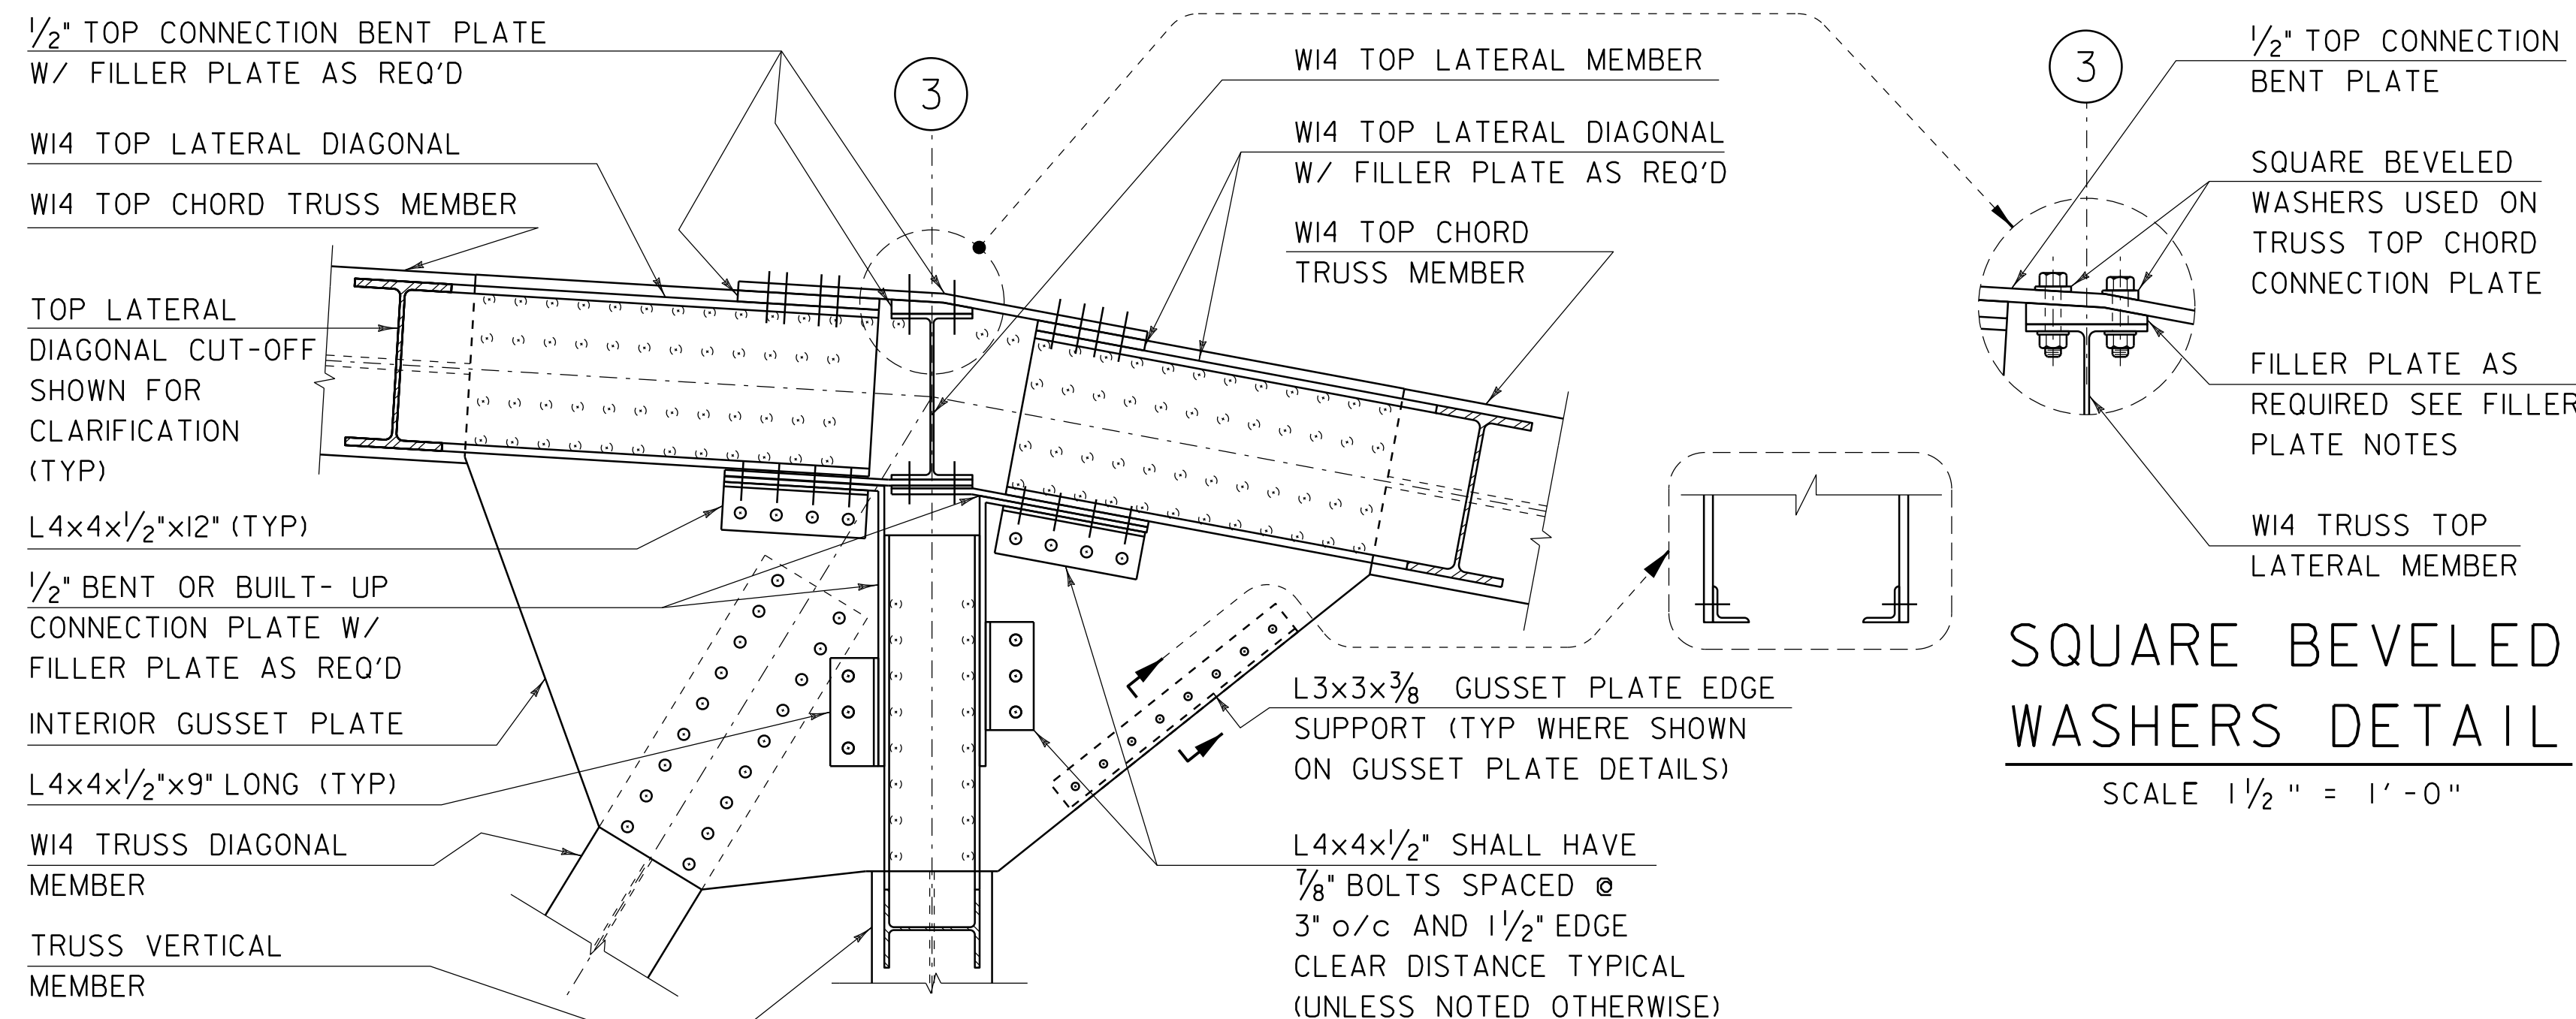 1/2" TOP CONNECTION BENT PLATE
W/ FILLER PLATE AS REQ'D
W14 TOP LATERAL DIAGONAL
W14 TOP CHORD TRUSS MEMBER
TOP LATERAL
DIAGONAL CUT-OFF
SHOWN FOR
CLARIFICATION
(TYP)
L4x4x1/2"x12" (TYP)
1/2" BENT OR BUILT- UP
CONNECTION PLATE W/
FILLER PLATE AS REQ'D
INTERIOR GUSSET PLATE
L4x4x1/2"x9" LONG (TYP)
W14 TRUSS DIAGONAL
MEMBER
TRUSS VERTICAL
MEMBER
3
W14 TOP LATERAL MEMBER
W14 TOP LATERAL DIAGONAL
W/ FILLER PLATE AS REQ'D
W14 TOP CHORD
TRUSS MEMBER
L3x3x3/8 GUSSET PLATE EDGE
SUPPORT (TYP WHERE SHOWN
ON GUSSET PLATE DETAILS)
L4x4x1/2" SHALL HAVE
7/8" BOLTS SPACED @
3" o/c AND 1 1/2" EDGE
CLEAR DISTANCE TYPICAL
(UNLESS NOTED OTHERWISE)
3
1/2" TOP CONNECTION
BENT PLATE
SQUARE BEVELED
WASHERS USED ON
TRUSS TOP CHORD
CONNECTION PLATE
FILLER PLATE AS
REQUIRED SEE FILLER
PLATE NOTES
W14 TRUSS TOP
LATERAL MEMBER
SQUARE BEVELED
WASHERS DETAIL
SCALE 1 1/2 " = 1'-0"